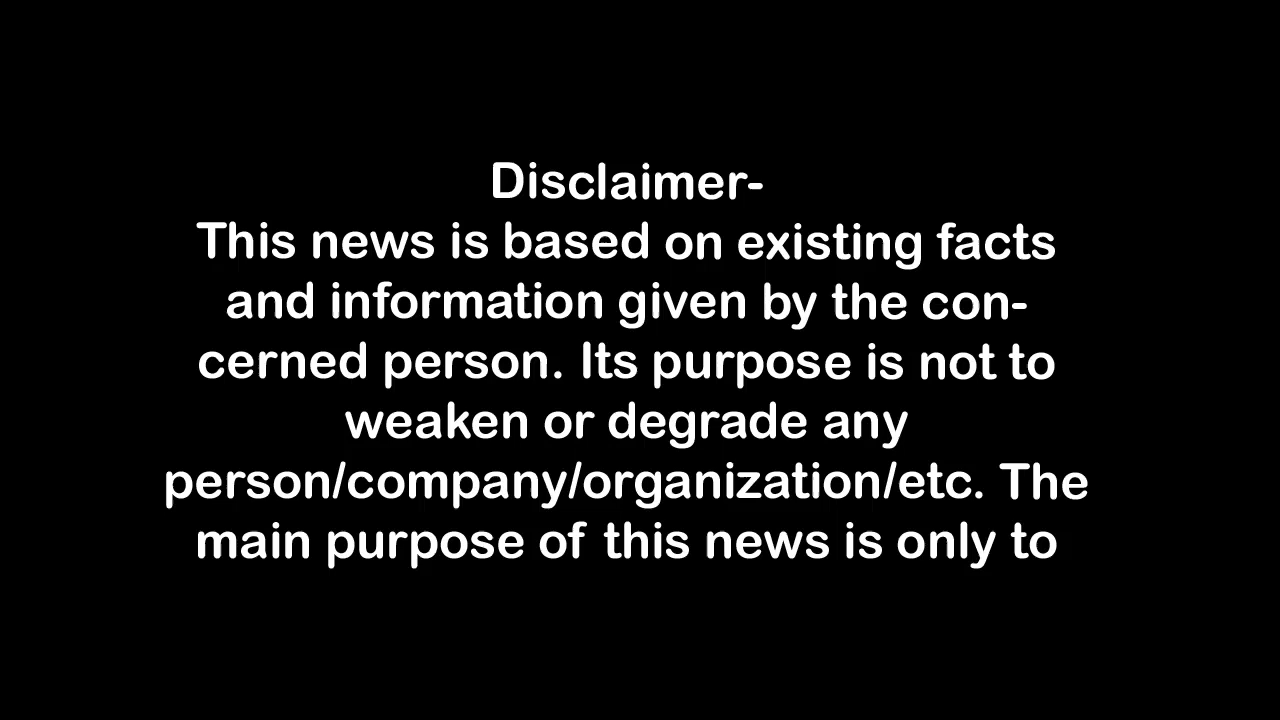 Disclaimer-
This news is based on existing facts
and information given by the con-
cerned person. Its purpose is not to
weaken or degrade any
person/company/organization/etc. The
main purpose of this news is only to